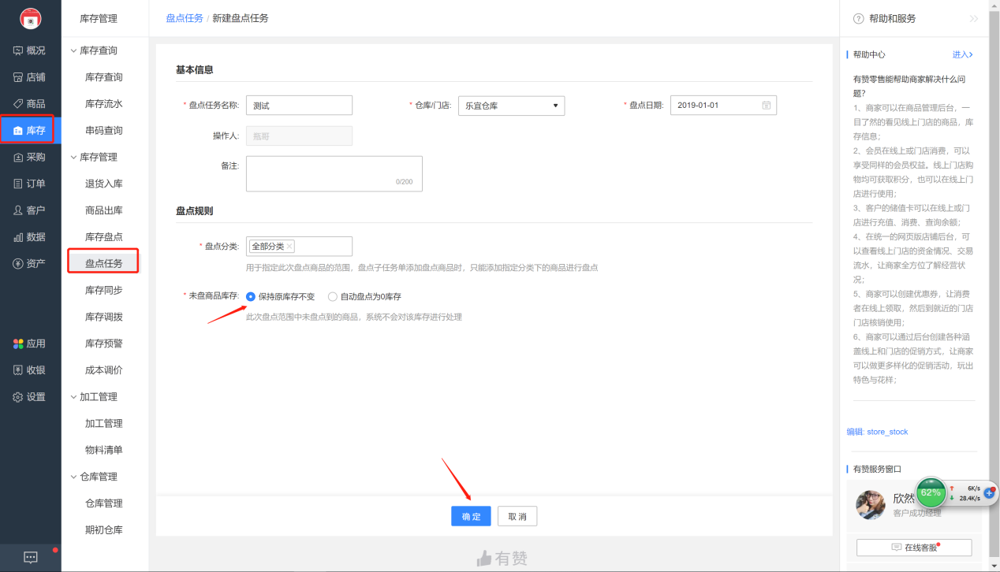 概况
店铺
商品
库存
采购
订单
客户
数据
资产
应用
收银
设置
库存管理
库存查询
库存查询
库存流水
串码查询
库存管理
退货入库
商品出库
库存盘点
盘点任务
库存同步
库存调拨
库存预警
成本调价
加工管理
加工管理
物料清单
仓库管理
仓库管理
期初仓库
盘点任务 / 新建盘点任务
基本信息
* 盘点任务名称: 测试 * 仓库/门店: 乐宜仓库 * 盘点日期: 2019-01-01
操作人: 瓶哥
备注:
0/200
盘点规则
* 盘点分类: 全部分类
用于指定此次盘点商品的范围，盘点子任务单添加盘点商品时，只能添加指定分类下的商品进行盘点
* 未盘商品库存: 保持原库存不变 自动盘点为0库存
此次盘点范围中未盘点到的商品，系统不会对该库存进行处理
确定 取消
有赞
帮助和服务
帮助中心 进入
有赞零售能帮助商家解决什么问
题?
1、商家可以在商品管理后台，一
目了然的看见线上门店的商品，库
存信息；
2、会员在线上或门店消费，可以
享受同样的会员权益。线上门店购
物均可获取积分，也可以在线上门
店进行使用；
3、客户的储值卡可以在线上或门
店进行充值、消费、查询余额；
4、在统一的网页版店铺后台，可
以查看线上门店的资金情况、交易
流水，让商家全方位了解经营状
况；
5、商家可以创建优惠券，让消费
者在线上领取，然后到就近的门店
门店核销使用；
6、商家可以通过后台创建各种涵
盖线上和门店的促销方式，让商家
可以做更多样化的促销活动，玩出
特色与花样；
编辑: store_stock
有赞服务窗口
欣然
客户成功经理
62%
6K/s
28.4K/s
在线客服